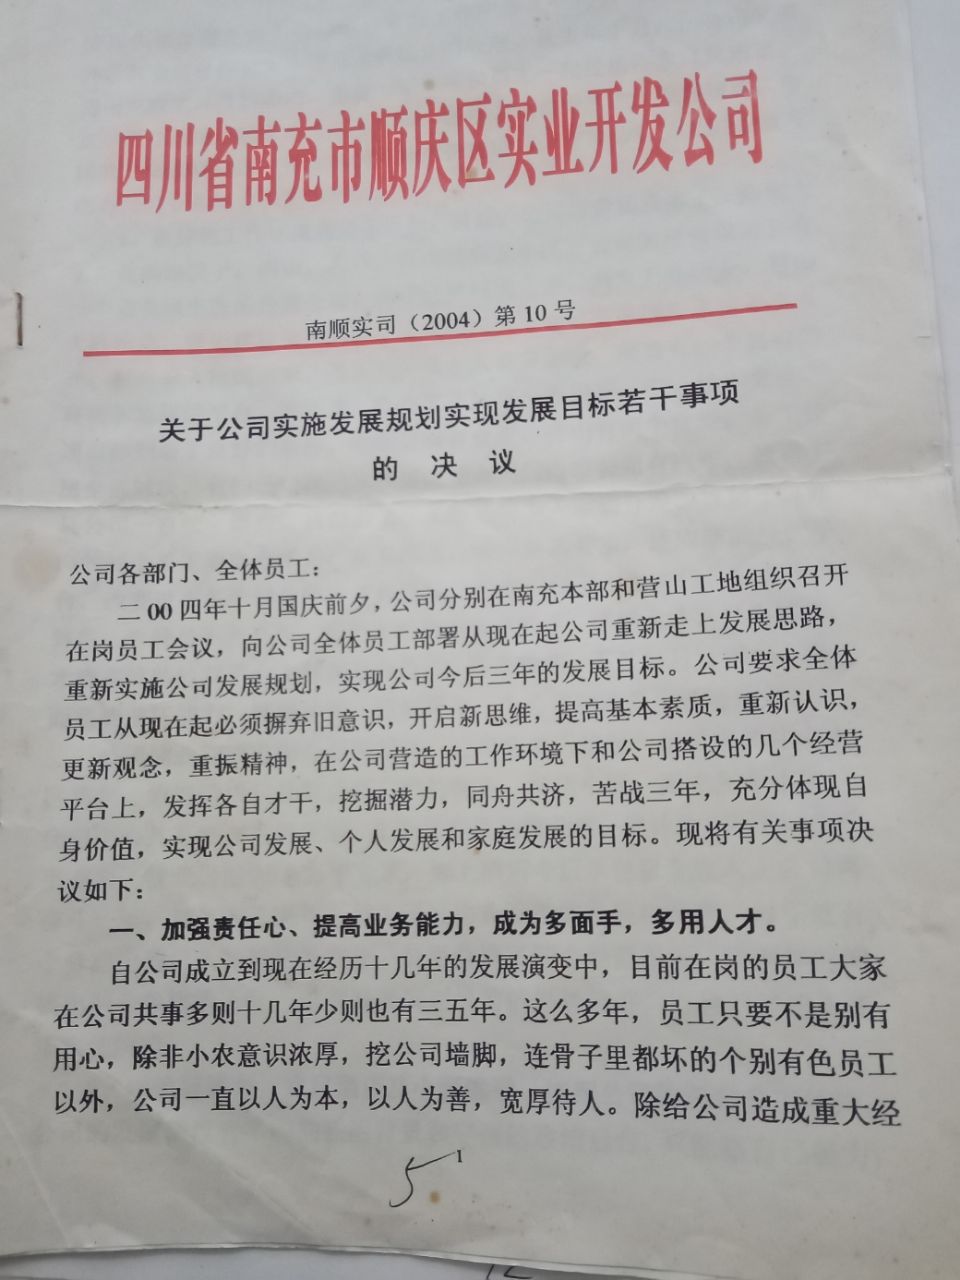 四川省南充市顺庆区实业开发公司
南顺实司（2004）第10号
关于公司实施发展规划实现发展目标若干事项
的 决 议
公司各部门、全体员工：
二00四年十月国庆前夕，公司分别在南充本部和营山工地组织召开
在岗员工会议，向公司全体员工部署从现在起公司重新走上发展思路，
重新实施公司发展规划，实现公司今后三年的发展目标。公司要求全体
员工从现在起必须摒弃旧意识，开启新思维，提高基本素质，重新认识，
更新观念，重振精神，在公司营造的工作环境下和公司搭设的几个经营
平台上，发挥各自才干，挖掘潜力，同舟共济，苦战三年，充分体现自
身价值，实现公司发展、个人发展和家庭发展的目标。现将有关事项决
议如下：
一、加强责任心、提高业务能力，成为多面手，多用人才。
自公司成立到现在经历十几年的发展演变中，目前在岗的员工大家
在公司共事多则十几年少则也有三五年。这么多年，员工只要不是别有
用心，除非小农意识浓厚，挖公司墙脚，连骨子里都坏的个别有色员工
以外，公司一直以人为本，以人为善，宽厚待人。除给公司造成重大经
1
5
12